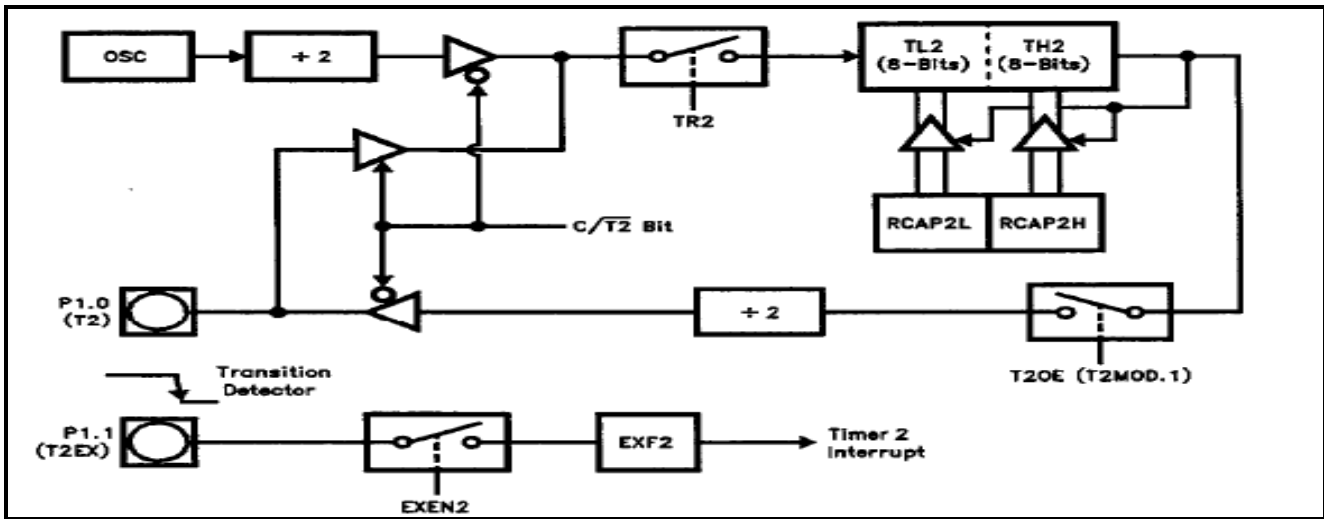 OSC
÷ 2
TR2
TL2
(8-Bits)
TH2
(8-Bits)
RCAP2L
RCAP2H
C/T2 Bit
P1.0
(T2)
÷ 2
T2OE (T2MOD.1)
Transition
Detector
P1.1
(T2EX)
EXEN2
EXF2
Timer 2
Interrupt